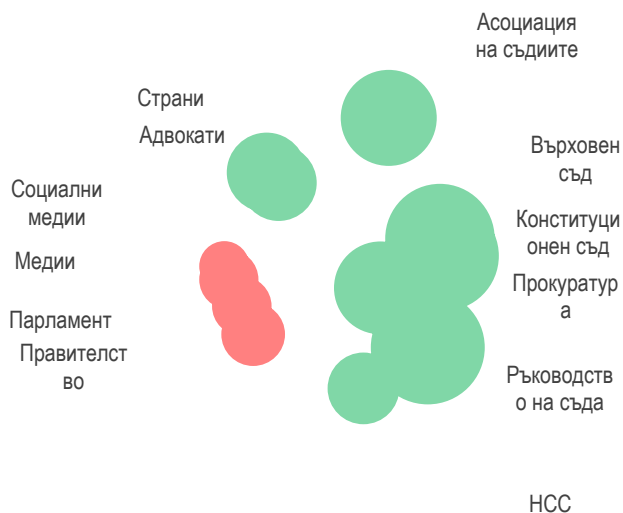 Асоциация
на съдиите
Страни
Адвокати
Върховен
съд
Социални
медии
Конституци
онен съд
Медии
Прокуратур
а
Парламент
Правителст
во
Ръководств
о на съда
НСС